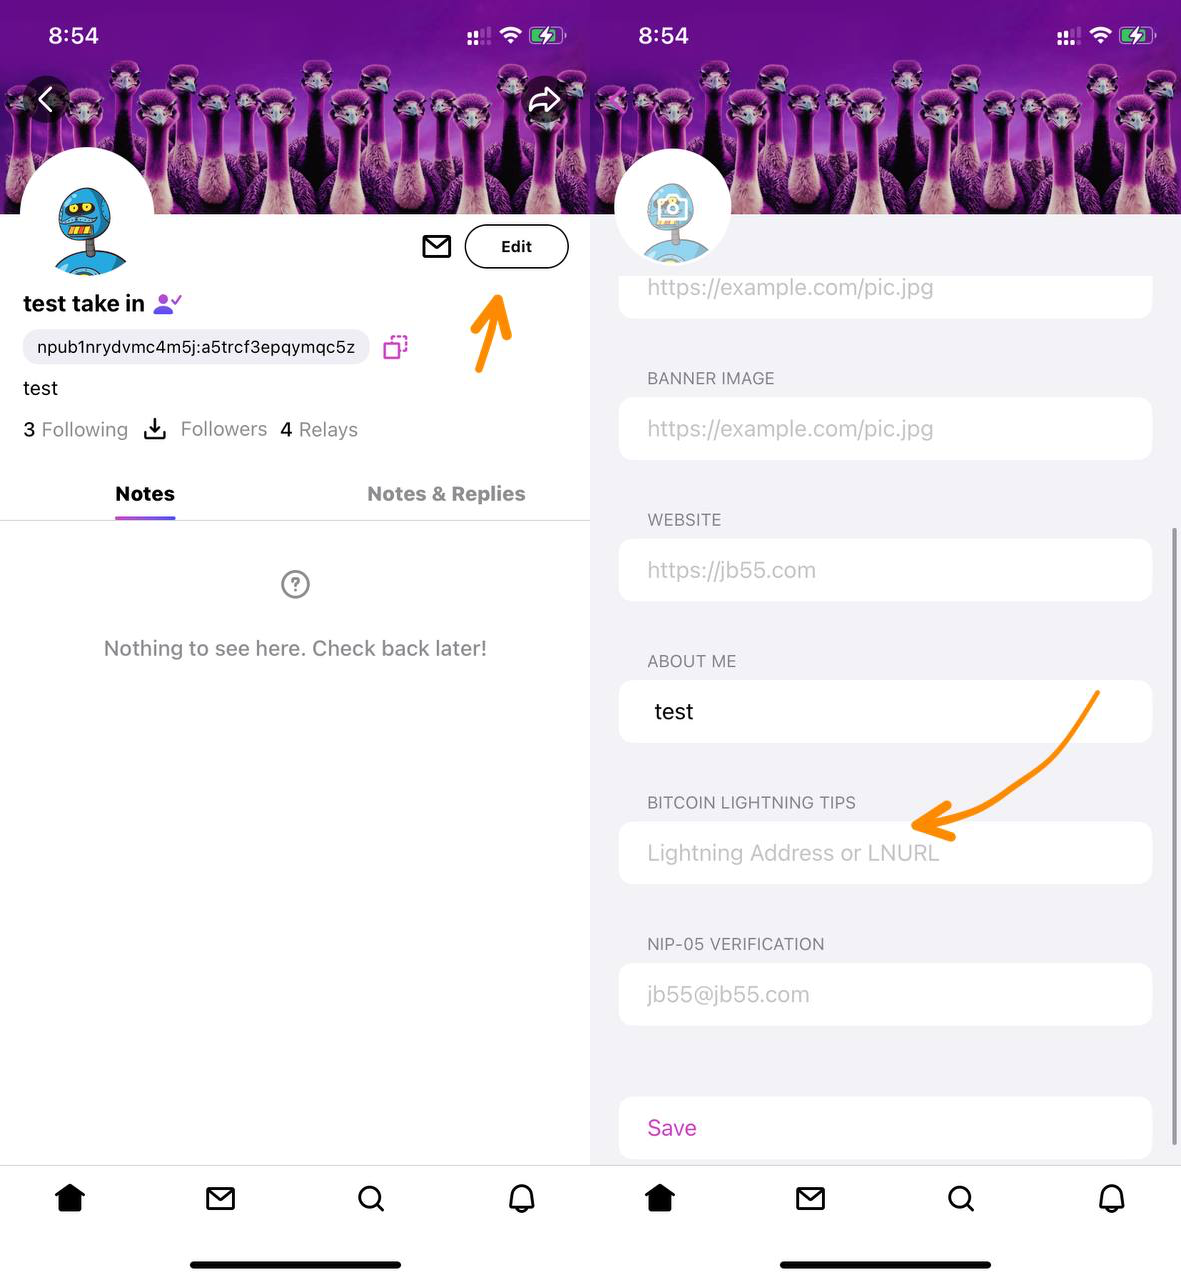 8:54
Edit
test take in
npub1nrydvmc4m5j:a5trcf3epqymqc5z
test
3 Following Followers 4 Relays
Notes Notes & Replies
Nothing to see here. Check back later!
8:54
https://example.com/pic.jpg
BANNER IMAGE
https://example.com/pic.jpg
WEBSITE
https://jb55.com
ABOUT ME
test
BITCOIN LIGHTNING TIPS
Lightning Address or LNURL
NIP-05 VERIFICATION
jb55@jb55.com
Save